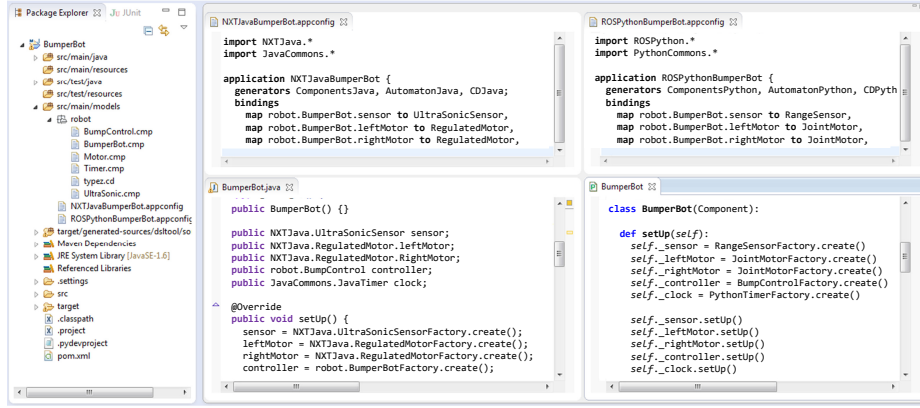 Package Explorer
JUnit
BumperBot
src/main/java
src/main/resources
src/test/java
src/test/resources
src/main/models
robot
BumpControl.cmp
BumperBot.cmp
Motor.cmp
Timer.cmp
typez.cd
UltraSonic.cmp
NXTJavaBumperBot.appconfig
ROSPythonBumperBot.appconfig
target/generated-sources/dsltool/so
Maven Dependencies
JRE System Library [JavaSE-1.6]
Referenced Libraries
.settings
src
target
.classpath
.project
.pydevproject
pom.xml
NXTJavaBumperBot.appconfig
import NXTJava.*
import JavaCommons.*
application NXTJavaBumperBot {
generators ComponentsJava, AutomatonJava, CDJava;
bindings
map robot.BumperBot.sensor to UltraSonicSensor,
map robot.BumperBot.leftMotor to RegulatedMotor,
map robot.BumperBot.rightMotor to RegulatedMotor,
ROSPythonBumperBot.appconfig
import ROSPython.*
import PythonCommons.*
application ROSPythonBumperBot {
generators ComponentsPython, AutomatonPython, CDPyth
bindings
map robot.BumperBot.sensor to RangeSensor,
map robot.BumperBot.leftMotor to JointMotor,
map robot.BumperBot.rightMotor to JointMotor,
BumperBot.java
public BumperBot() {}
public NXTJava.UltraSonicSensor sensor;
public NXTJava.RegulatedMotor.leftMotor;
public NXTJava.RegulatedMotor.RightMotor;
public robot.BumpControl controller;
public JavaCommons.JavaTimer clock;
@Override
public void setUp() {
sensor = NXTJava.UltraSonicSensorFactory.create();
leftMotor = NXTJava.RegulatedMotorFactory.create();
rightMotor = NXTJava.RegulatedMotorFactory.create();
controller = robot.BumperBotFactory.create();
BumperBot
class BumperBot(Component):
def setUp(self):
self._sensor = RangeSensorFactory.create()
self._leftMotor = JointMotorFactory.create()
self._rightMotor = JointMotorFactory.create()
self._controller = BumpControlFactory.create()
self._clock = PythonTimerFactory.create()
self._sensor.setUp()
self._leftMotor.setUp()
self._rightMotor.setUp()
self._controller.setUp()
self._clock.setUp()